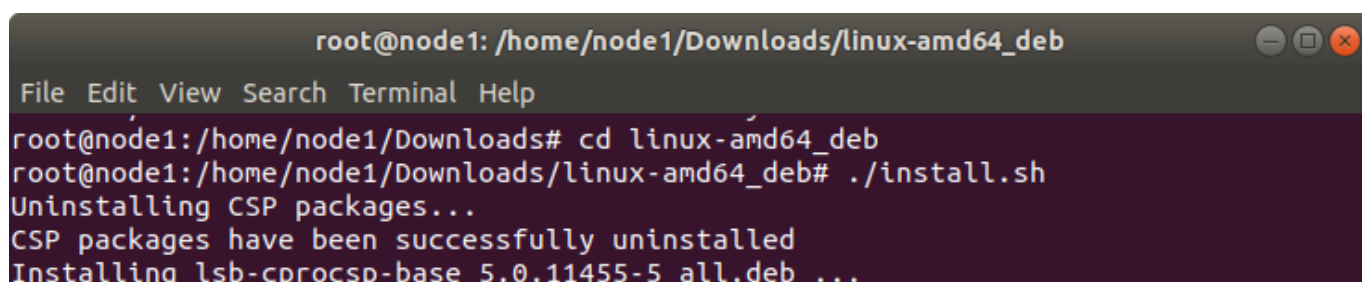 root@node1: /home/node1/Downloads/linux-amd64_deb
File Edit View Search Terminal Help
root@node1:/home/node1/Downloads# cd linux-amd64_deb
root@node1:/home/node1/Downloads/linux-amd64_deb# ./install.sh
Uninstalling CSP packages...
CSP packages have been successfully uninstalled
Installing lsb-cprocsp-base_5.0.11455-5_all.deb ...